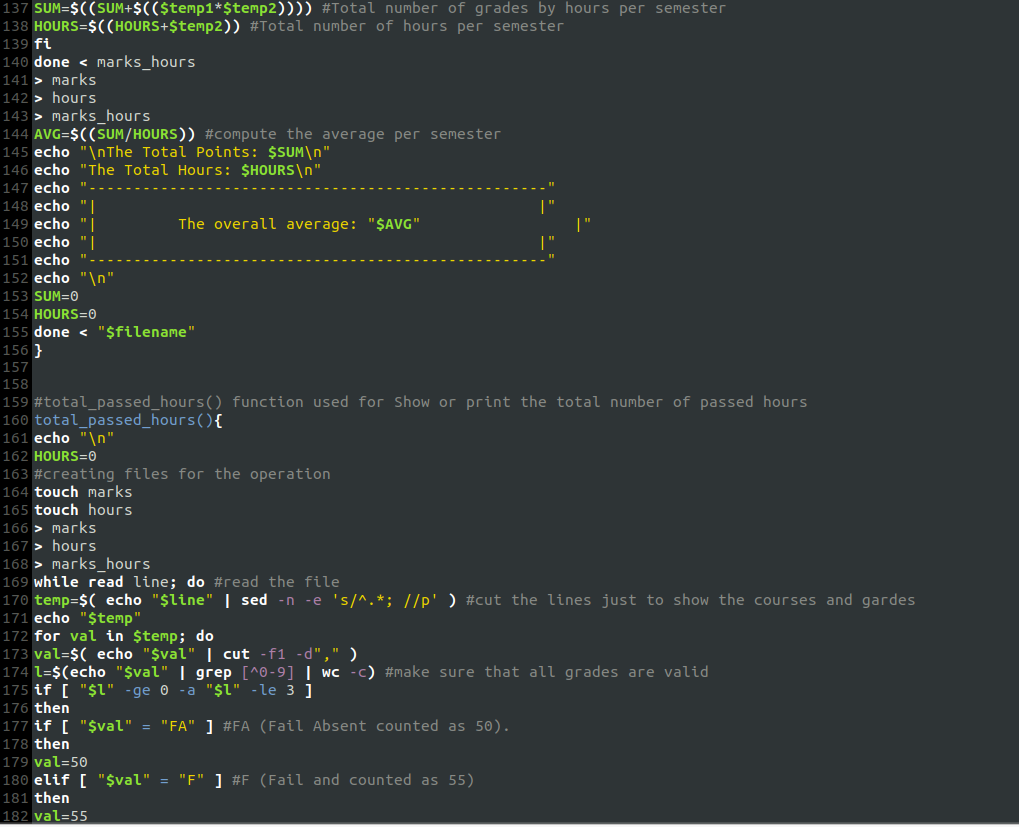 137 SUM=$((SUM+$(($temp1*$temp2)))) #Total number of grades by hours per semester
138 HOURS=$((HOURS+$temp2)) #Total number of hours per semester
139 fi
140 done < marks_hours
141 > marks
142 > hours
143 > marks_hours
144 AVG=$((SUM/HOURS)) #compute the average per semester
145 echo "\nThe Total Points: $SUM\n"
146 echo "The Total Hours: $HOURS\n"
147 echo "---------------------------------------------------"
148 echo "|                                                 |"
149 echo "|         The overall average: "$AVG"                 |"
150 echo "|                                                 |"
151 echo "---------------------------------------------------"
152 echo "\n"
153 SUM=0
154 HOURS=0
155 done < "$filename"
156 }
157
158
159 #total_passed_hours() function used for Show or print the total number of passed hours
160 total_passed_hours(){
161 echo "\n"
162 HOURS=0
163 #creating files for the operation
164 touch marks
165 touch hours
166 > marks
167 > hours
168 > marks_hours
169 while read line; do #read the file
170 temp=$( echo "$line" | sed -n -e 's/^.*; //p' ) #cut the lines just to show the courses and gardes
171 echo "$temp"
172 for val in $temp; do
173 val=$( echo "$val" | cut -f1 -d"," )
174 l=$(echo "$val" | grep [^0-9] | wc -c) #make sure that all grades are valid
175 if [ "$l" -ge 0 -a "$l" -le 3 ]
176 then
177 if [ "$val" = "FA" ] #FA (Fail Absent counted as 50).
178 then
179 val=50
180 elif [ "$val" = "F" ] #F (Fail and counted as 55)
181 then
182 val=55